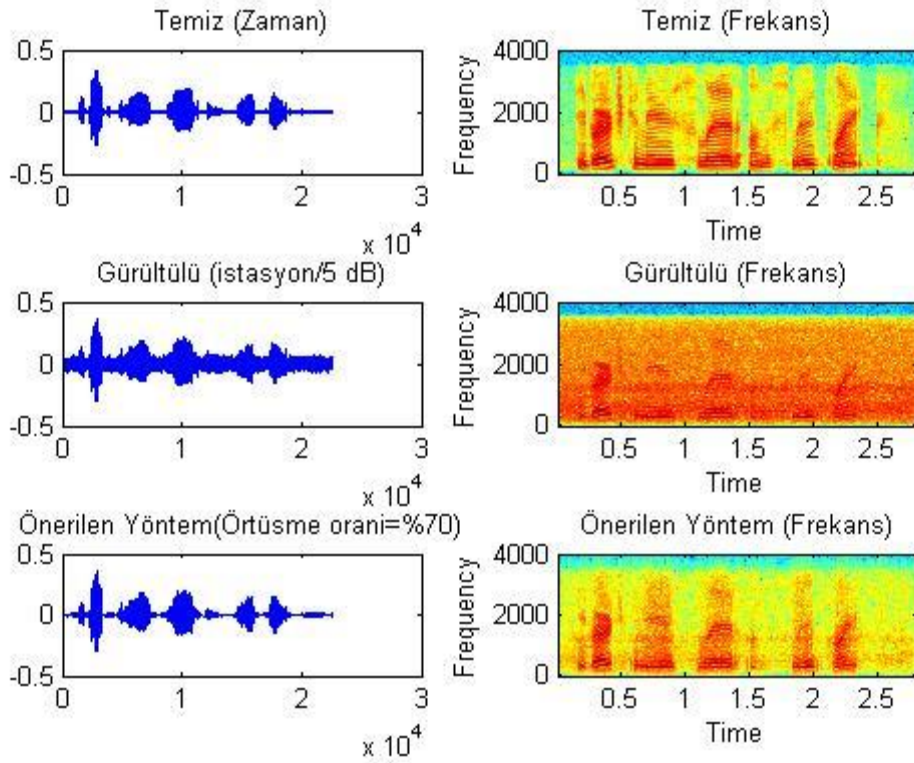 Temiz (Zaman)
0.5
0
-0.5
0 1 2 3
x 10^4
Temiz (Frekans)
Frequency
4000
2000
0
0.5 1 1.5 2 2.5
Time
Gürültülü (istasyon/5 dB)
0.5
0
-0.5
0 1 2 3
x 10^4
Gürültülü (Frekans)
Frequency
4000
2000
0
0.5 1 1.5 2 2.5
Time
Önerilen Yöntem(Örtüsme orani=%70)
0.5
0
-0.5
0 1 2 3
x 10^4
Önerilen Yöntem (Frekans)
Frequency
4000
2000
0
0.5 1 1.5 2 2.5
Time